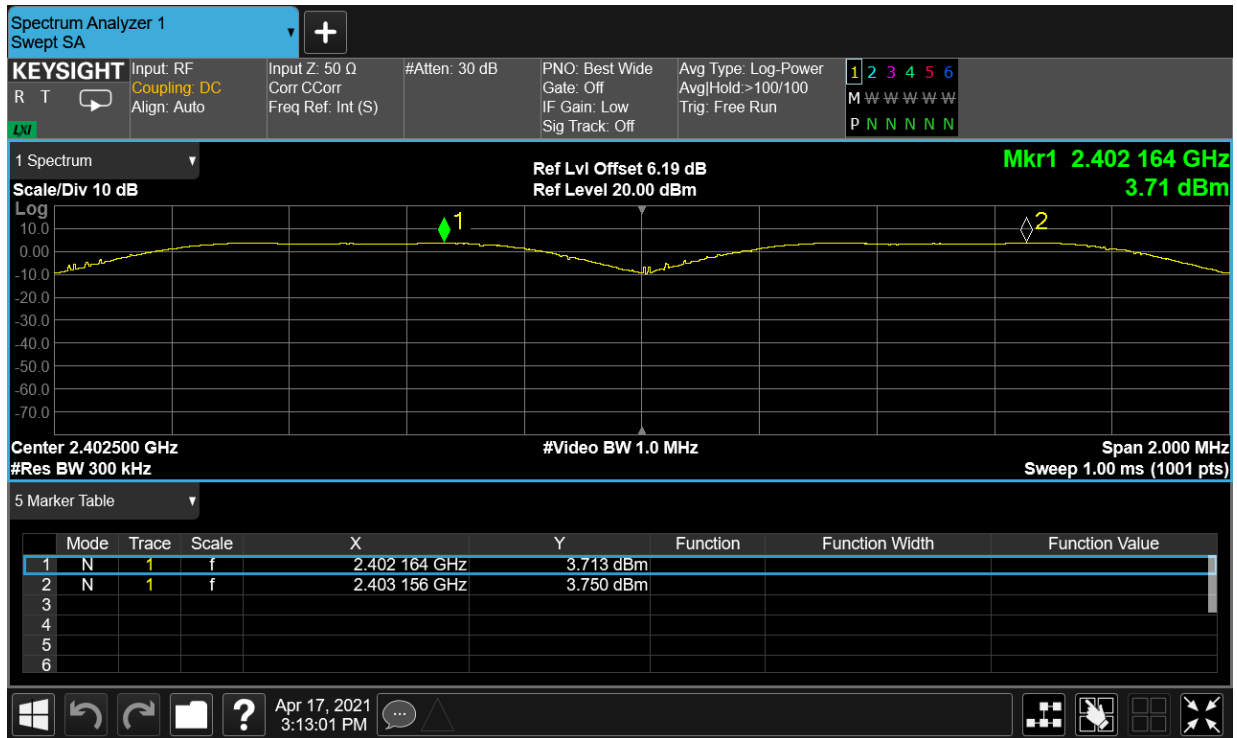 Spectrum Analyzer 1
Swept SA
KEYSIGHT
R T
LXI
Input: RF
Coupling: DC
Align: Auto
Input Z: 50 Ω
Corr CCorr
Freq Ref: Int (S)
#Atten: 30 dB
PNO: Best Wide
Gate: Off
IF Gain: Low
Sig Track: Off
Avg Type: Log-Power
Avg|Hold:>100/100
Trig: Free Run
1 2 3 4 5 6
M W W W W W
P N N N N N
1 Spectrum
Scale/Div 10 dB
Ref Lvl Offset 6.19 dB
Ref Level 20.00 dBm
Mkr1 2.402 164 GHz
3.71 dBm
Log
10.0
0.00
-10.0
-20.0
-30.0
-40.0
-50.0
-60.0
-70.0
1
2
Center 2.402500 GHz
#Video BW 1.0 MHz
Span 2.000 MHz
#Res BW 300 kHz
Sweep 1.00 ms (1001 pts)
5 Marker Table
Mode Trace Scale X Y Function Function Width Function Value
1 N 1 f 2.402 164 GHz 3.713 dBm
2 N 1 f 2.403 156 GHz 3.750 dBm
3
4
5
6
?
Apr 17, 2021
3:13:01 PM